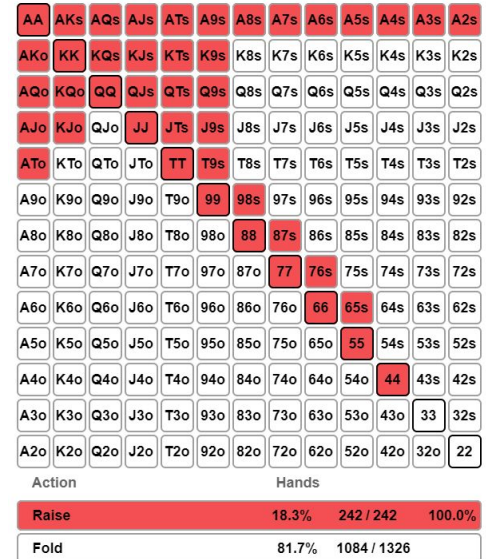 AA AKs AQs AJs ATs A9s A8s A7s A6s A5s A4s A3s A2s
AKo KK KQs KJs KTs K9s K8s K7s K6s K5s K4s K3s K2s
AQo KQo QQ QJs QTs Q9s Q8s Q7s Q6s Q5s Q4s Q3s Q2s
AJo KJo QJo JJ JTs J9s J8s J7s J6s J5s J4s J3s J2s
ATo KTo QTo JTo TT T9s T8s T7s T6s T5s T4s T3s T2s
A9o K9o Q9o J9o T9o 99 98s 97s 96s 95s 94s 93s 92s
A8o K8o Q8o J8o T8o 98o 88 87s 86s 85s 84s 83s 82s
A7o K7o Q7o J7o T7o 97o 87o 77 76s 75s 74s 73s 72s
A6o K6o Q6o J6o T6o 96o 86o 76o 66 65s 64s 63s 62s
A5o K5o Q5o J5o T5o 95o 85o 75o 65o 55 54s 53s 52s
A4o K4o Q4o J4o T4o 94o 84o 74o 64o 54o 44 43s 42s
A3o K3o Q3o J3o T3o 93o 83o 73o 63o 53o 43o 33 32s
A2o K2o Q2o J2o T2o 92o 82o 72o 62o 52o 42o 32o 22
Action Hands
Raise 18.3% 242 / 242 100.0%
Fold 81.7% 1084 / 1326